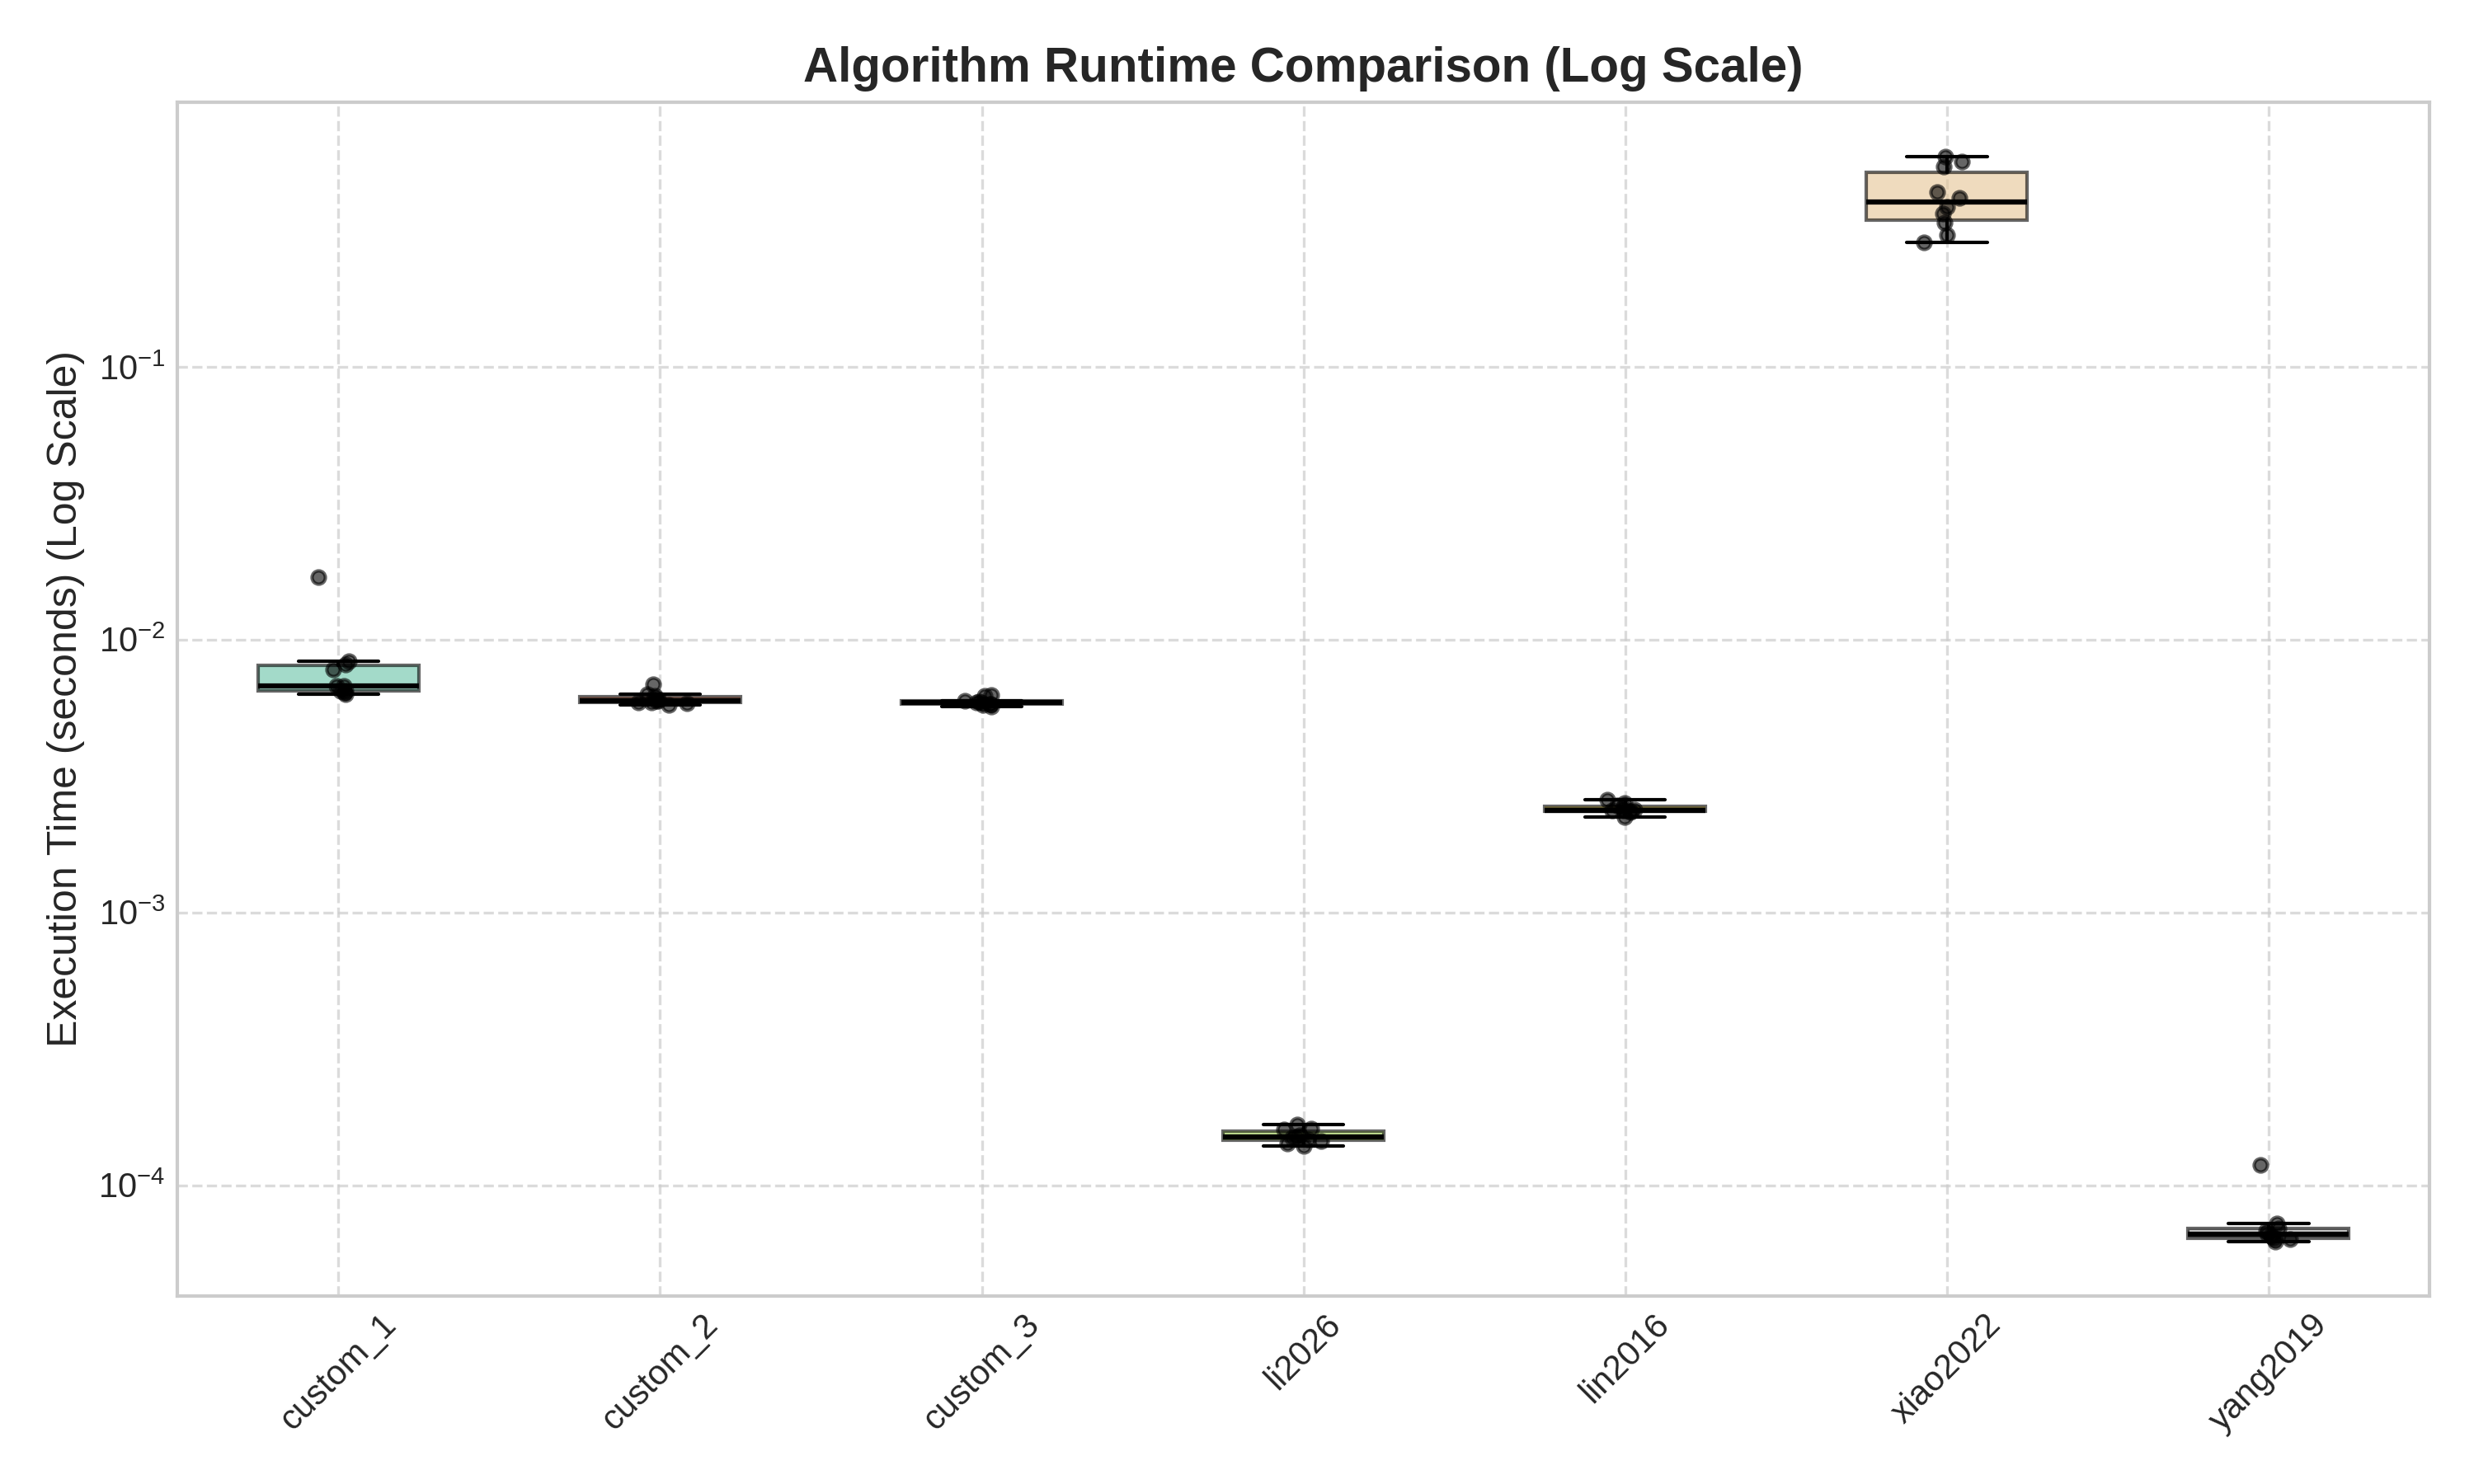 Algorithm Runtime Comparison (Log Scale)
Execution Time (seconds) (Log Scale)
10⁻¹
10⁻²
10⁻³
10⁻⁴
custom_1
custom_2
custom_3
li2026
lin2016
xiao2022
yang2019